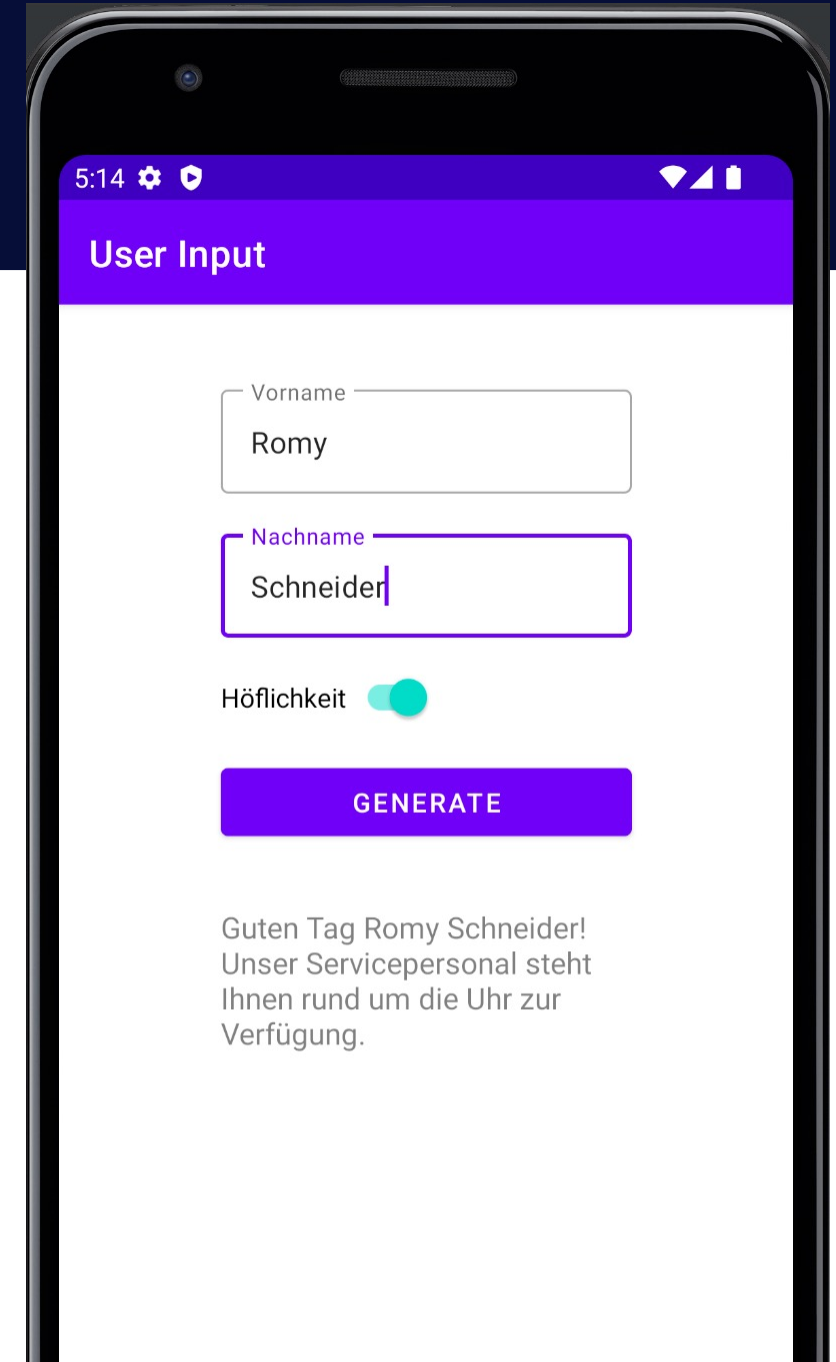 5:14
User Input
Vorname
Romy
Nachname
Schneider
Höflichkeit
GENERATE
Guten Tag Romy Schneider!
Unser Servicepersonal steht
Ihnen rund um die Uhr zur
Verfügung.